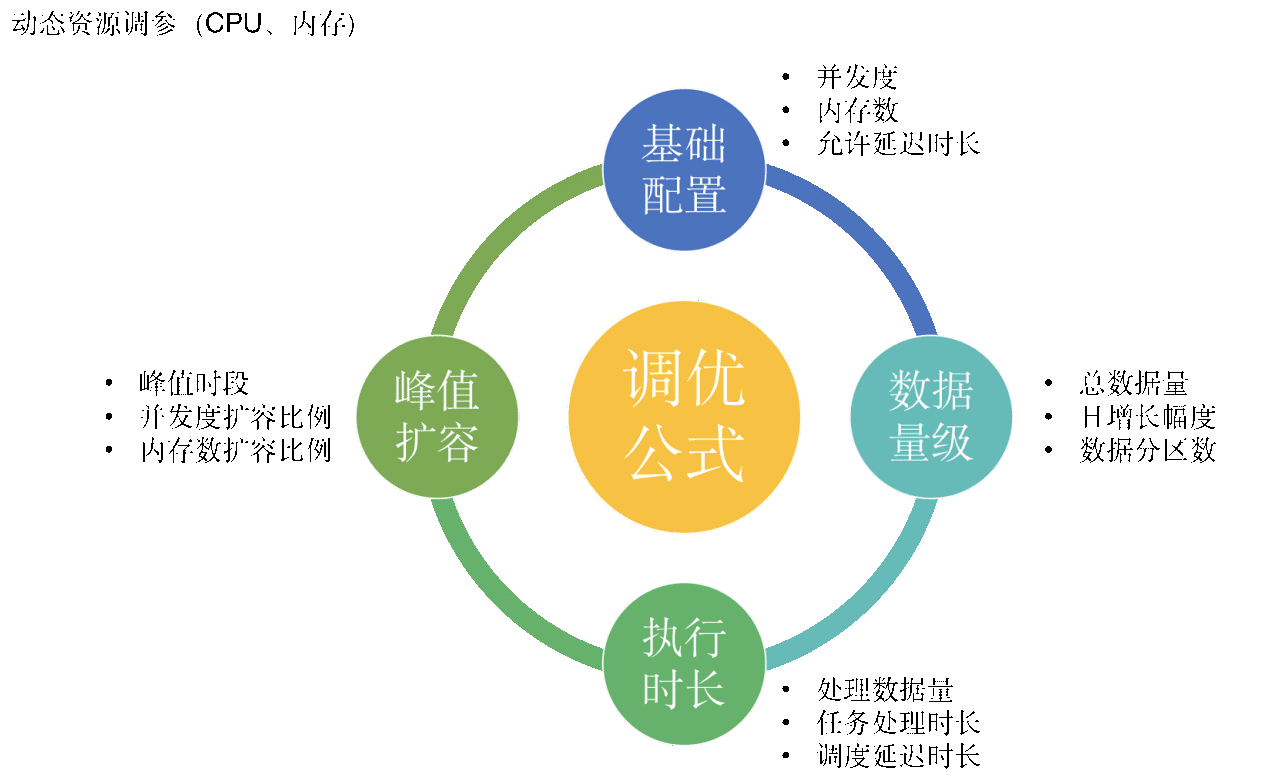 动态资源调参（CPU、内存）
• 并发度
• 内存数
• 允许延迟时长
基础
配置
峰值
扩容
• 峰值时段
• 并发度扩容比例
• 内存数扩容比例
调优
公式
数据
量级
• 总数据量
• H增长幅度
• 数据分区数
执行
时长
• 处理数据量
• 任务处理时长
• 调度延迟时长